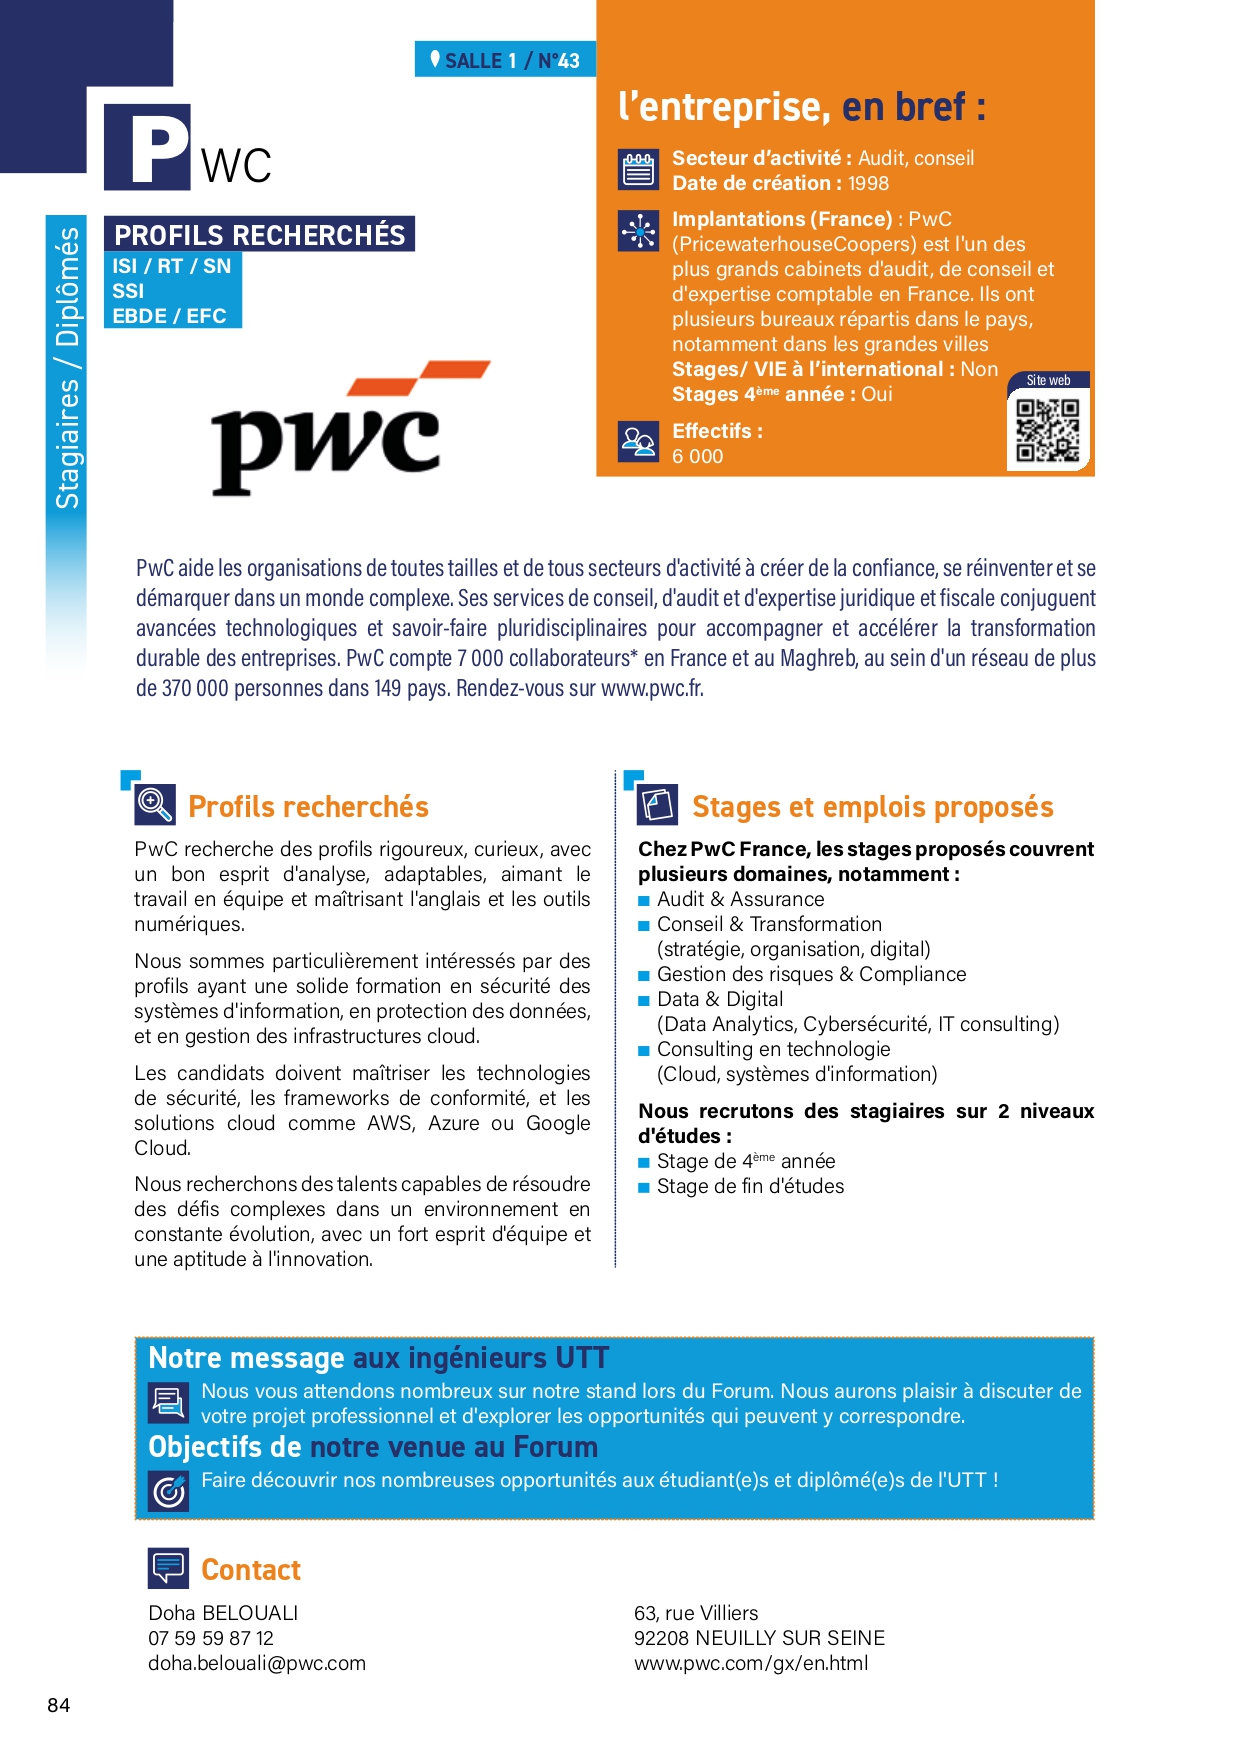 SALLE 1 / N°43
PWC
PROFILS RECHERCHÉS
ISI / RT / SN
SSI
EBDE / EFC
Stagiaires / Diplômés
pwc
l'entreprise, en bref :
Secteur d'activité : Audit, conseil
Date de création : 1998
Implantations (France) : PwC
(PricewaterhouseCoopers) est l'un des
plus grands cabinets d'audit, de conseil et
d'expertise comptable en France. Ils ont
plusieurs bureaux répartis dans le pays,
notamment dans les grandes villes
Stages/ VIE à l'international : Non
Stages 4ème année : Oui
Site web
Effectifs :
6 000
PwC aide les organisations de toutes tailles et de tous secteurs d'activité à créer de la confiance, se réinventer et se
démarquer dans un monde complexe. Ses services de conseil, d'audit et d'expertise juridique et fiscale conjuguent
avancées technologiques et savoir-faire pluridisciplinaires pour accompagner et accélérer la transformation
durable des entreprises. PwC compte 7 000 collaborateurs* en France et au Maghreb, au sein d'un réseau de plus
de 370 000 personnes dans 149 pays. Rendez-vous sur www.pwc.fr.
Profils recherchés
PwC recherche des profils rigoureux, curieux, avec
un bon esprit d'analyse, adaptables, aimant le
travail en équipe et maîtrisant l'anglais et les outils
numériques.
Nous sommes particulièrement intéressés par des
profils ayant une solide formation en sécurité des
systèmes d'information, en protection des données,
et en gestion des infrastructures cloud.
Les candidats doivent maîtriser les technologies
de sécurité, les frameworks de conformité, et les
solutions cloud comme AWS, Azure ou Google
Cloud.
Nous recherchons des talents capables de résoudre
des défis complexes dans un environnement en
constante évolution, avec un fort esprit d'équipe et
une aptitude à l'innovation.
Stages et emplois proposés
Chez PwC France, les stages proposés couvrent
plusieurs domaines, notamment :
Audit & Assurance
Conseil & Transformation
(stratégie, organisation, digital)
Gestion des risques & Compliance
Data & Digital
(Data Analytics, Cybersécurité, IT consulting)
Consulting en technologie
(Cloud, systèmes d'information)
Nous recrutons des stagiaires sur 2 niveaux
d'études :
Stage de 4ème année
Stage de fin d'études
Notre message aux ingénieurs UTT
Nous vous attendons nombreux sur notre stand lors du Forum. Nous aurons plaisir à discuter de
votre projet professionnel et d'explorer les opportunités qui peuvent y correspondre.
Objectifs de notre venue au Forum
Faire découvrir nos nombreuses opportunités aux étudiant(e)s et diplômé(e)s de l'UTT !
Contact
Doha BELOUALI
07 59 59 87 12
doha.belouali@pwc.com
63, rue Villiers
92208 NEUILLY SUR SEINE
www.pwc.com/gx/en.html
84